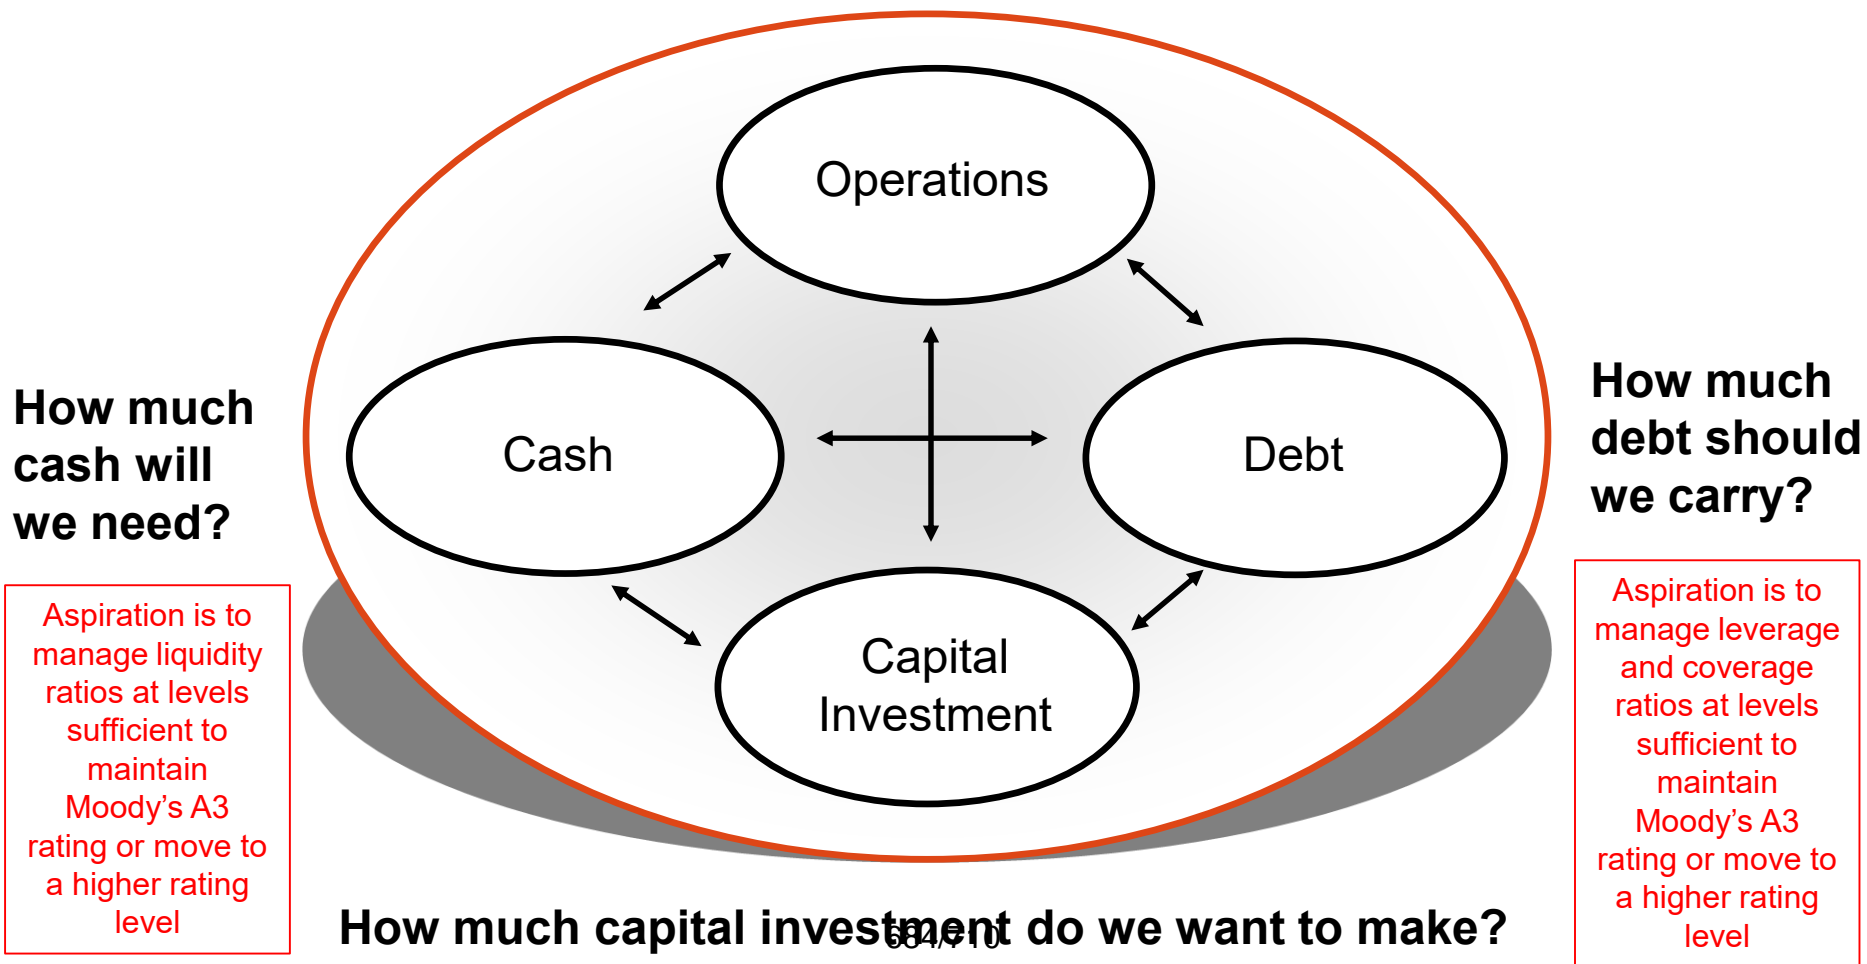 Operations
How much
cash will
we need?
Cash
Debt
How much
debt should
we carry?
Aspiration is to
manage liquidity
ratios at levels
sufficient to
maintain
Moody’s A3
rating or move to
a higher rating
level
Capital
Investment
Aspiration is to
manage leverage
and coverage
ratios at levels
sufficient to
maintain
Moody’s A3
rating or move to
a higher rating
level
How much capital investment do we want to make?
684/710